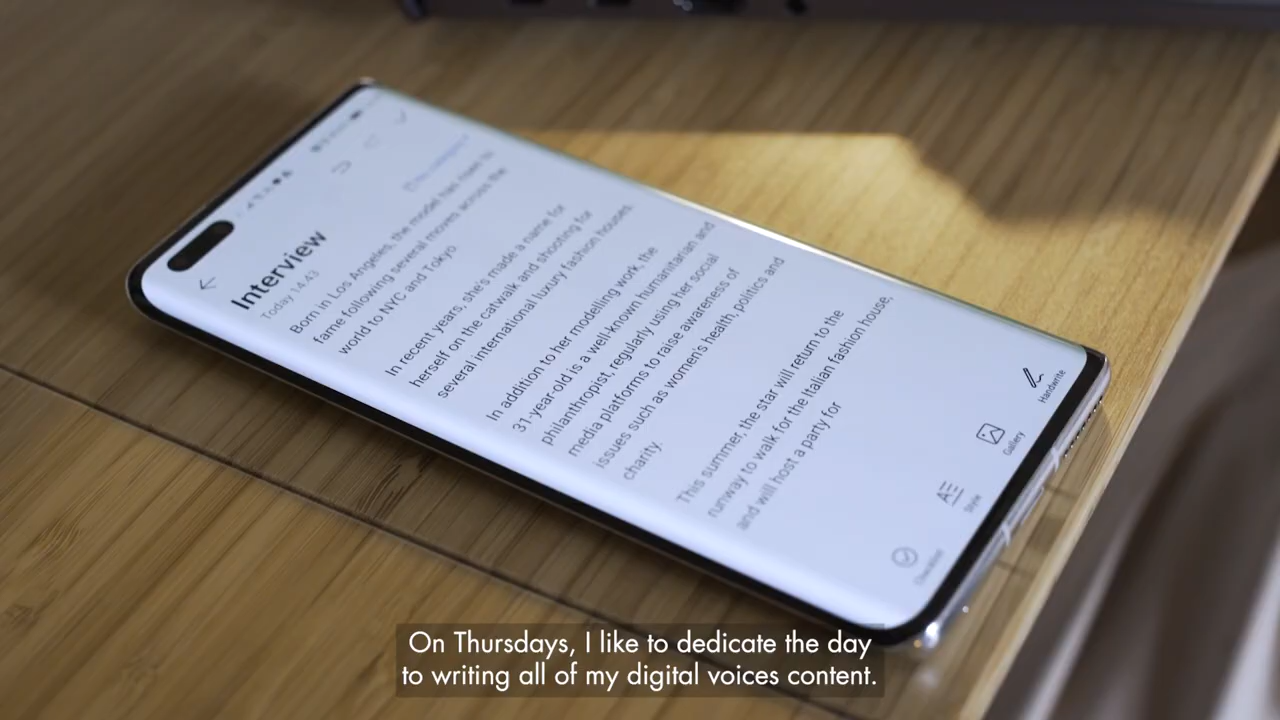 Interview
Today 14:43
Born in Los Angeles, the model had risen to
fame following several moves across the
world to NYC and Tokyo
In recent years, she's made a name for
herself on the catwalk and shooting for
several international luxury fashion houses.
In addition to her modelling work, the
31-year-old is a well-known humanitarian and
philanthropist, regularly using her social
media platforms to raise awareness of
issues such as women's health, politics and
charity.
This summer, the star will return to the
runway to walk for the Italian fashion house,
and will host a party for
Handwrite
Gallery
Style
Checklist
On Thursdays, I like to dedicate the day
to writing all of my digital voices content.